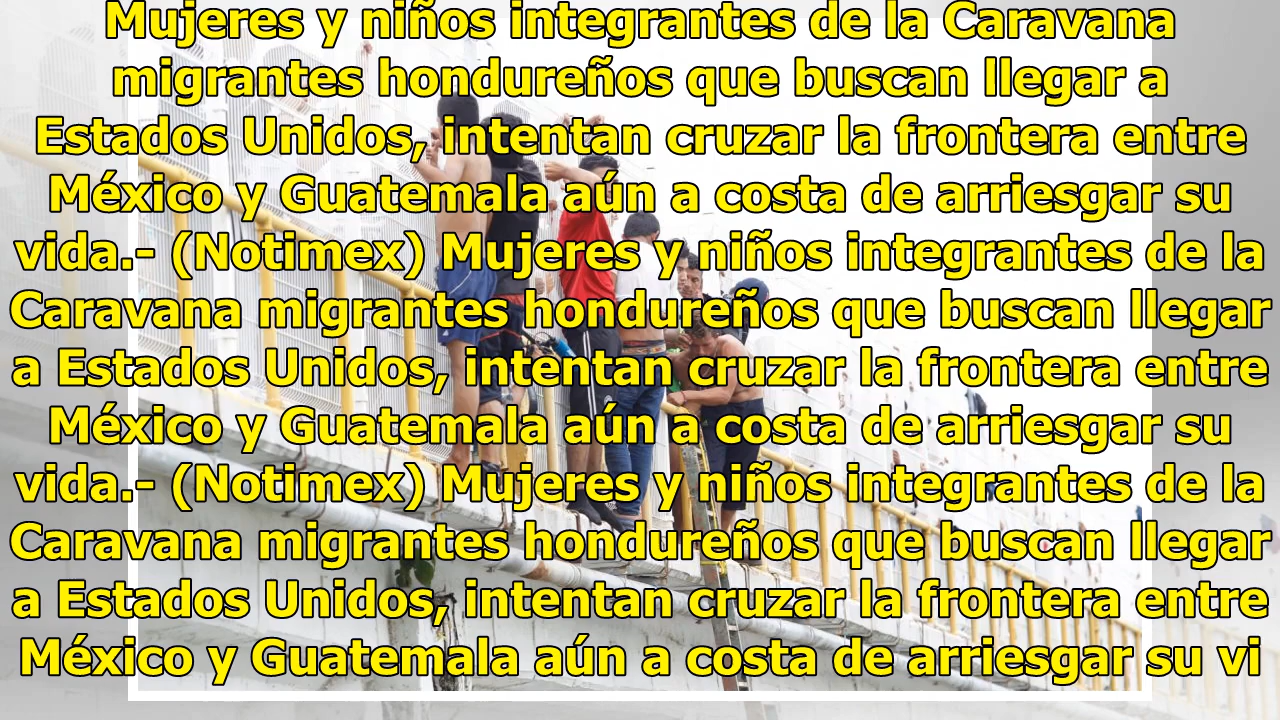 Mujeres y niños integrantes de la Caravana
migrantes hondureños que buscan llegar a
Estados Unidos, intentan cruzar la frontera entre
México y Guatemala aún a costa de arriesgar su
vida.- (Notimex) Mujeres y niños integrantes de la
Caravana migrantes hondureños que buscan llegar
a Estados Unidos, intentan cruzar la frontera entre
México y Guatemala aún a costa de arriesgar su
vida.- (Notimex) Mujeres y niños integrantes de la
Caravana migrantes hondureños que buscan llegar
a Estados Unidos, intentan cruzar la frontera entre
México y Guatemala aún a costa de arriesgar su vi